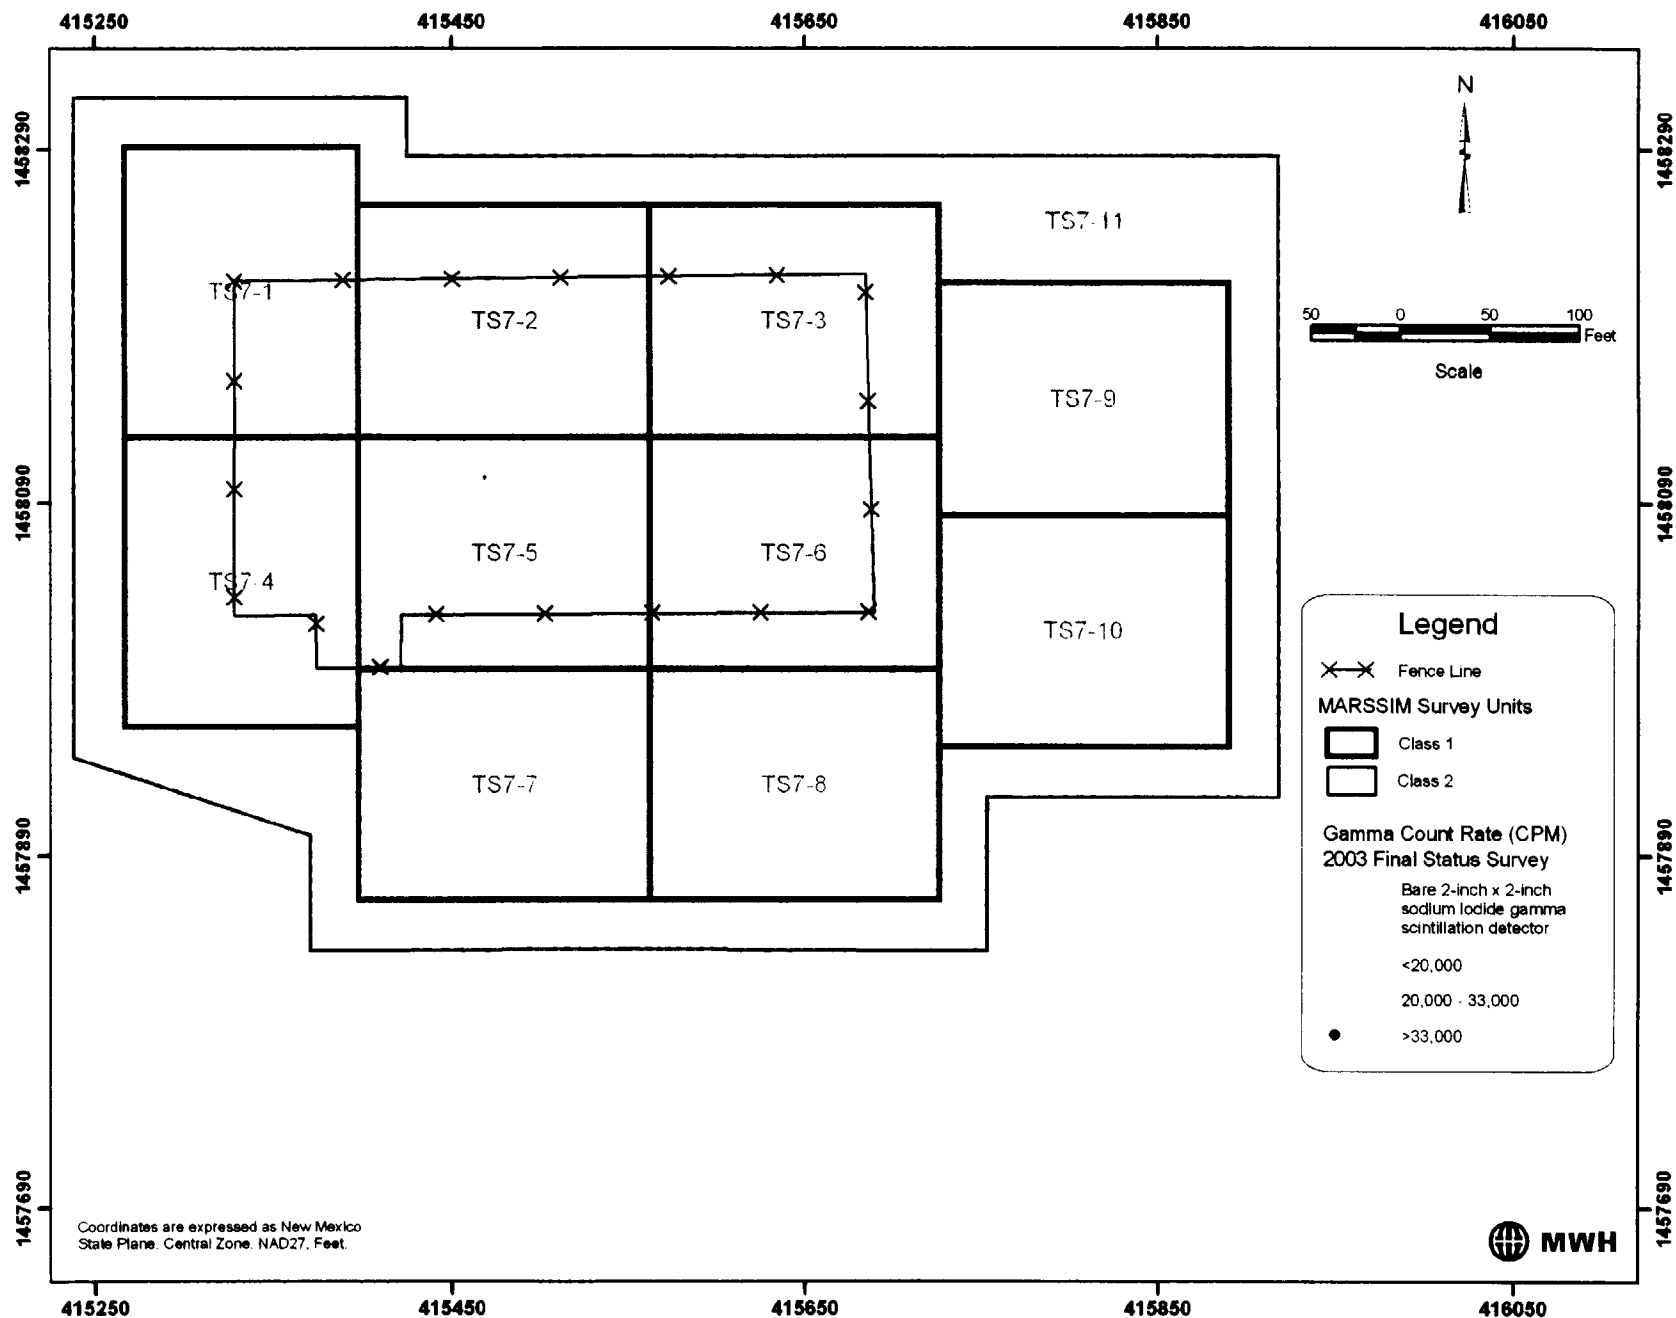 415250 415450 415650 415850 416050
1458290
1458090
1457890
1457690
1458290
1458090
1457890
1457690
N
TS7-11
TS7-1
TS7-2
TS7-3
50 0 50 100
Feet
Scale
TS7-9
TS7-4
TS7-5
TS7-6
TS7-10
TS7-7
TS7-8
Legend
Fence Line
MARSSIM Survey Units
Class 1
Class 2
Gamma Count Rate (CPM)
2003 Final Status Survey
Bare 2-inch x 2-inch
sodium Iodide gamma
scintillation detector
<20,000
20,000 - 33,000
>33,000
Coordinates are expressed as New Mexico
State Plane. Central Zone. NAD27, Feet.
MWH
415250 415450 415650 415850 416050